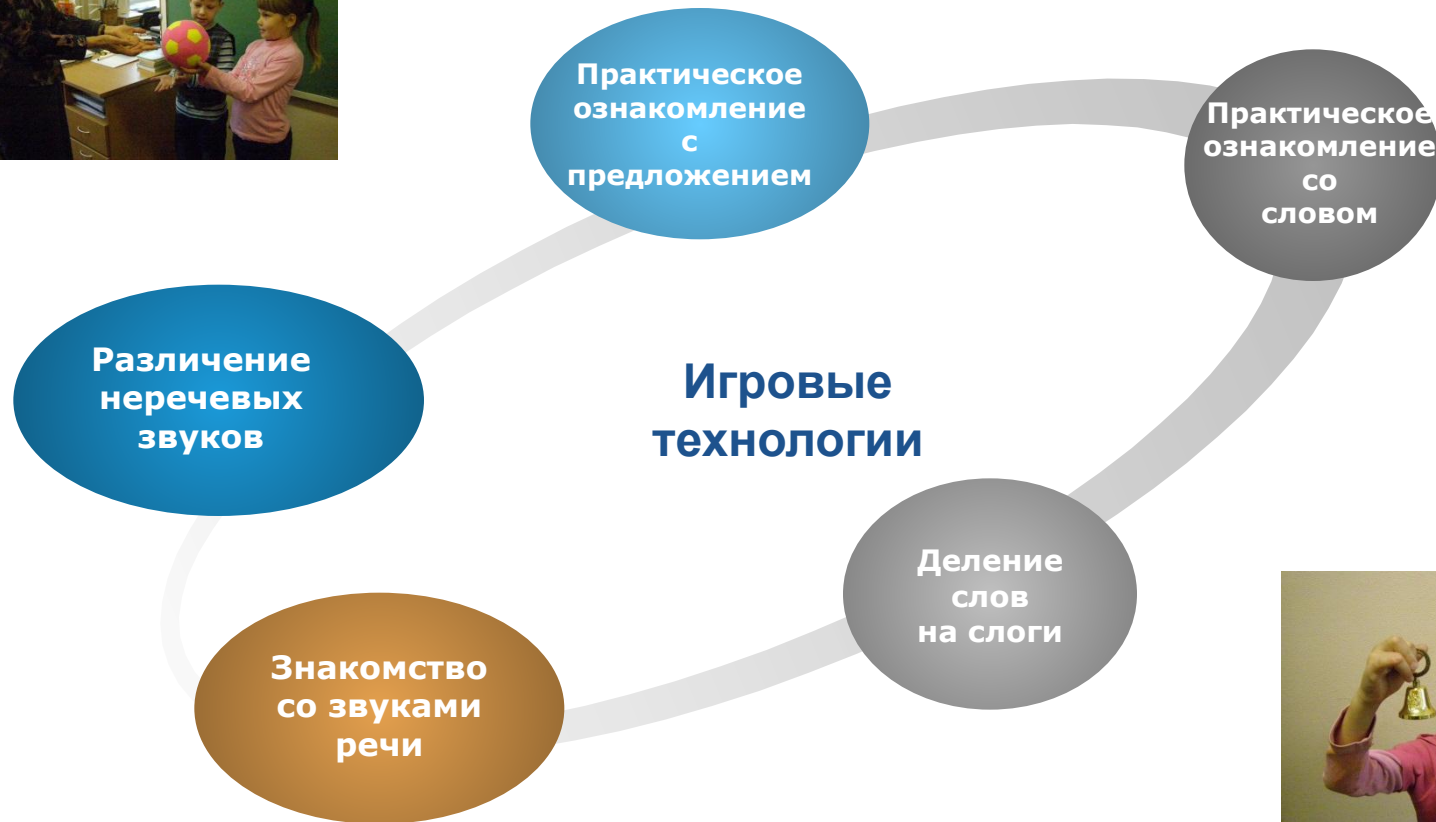 Практическое
ознакомление
с
предложением
Практическое
ознакомление
со
словом
Различение
неречевых
звуков
Игровые
технологии
Деление
слов
на слоги
Знакомство
со звуками
речи